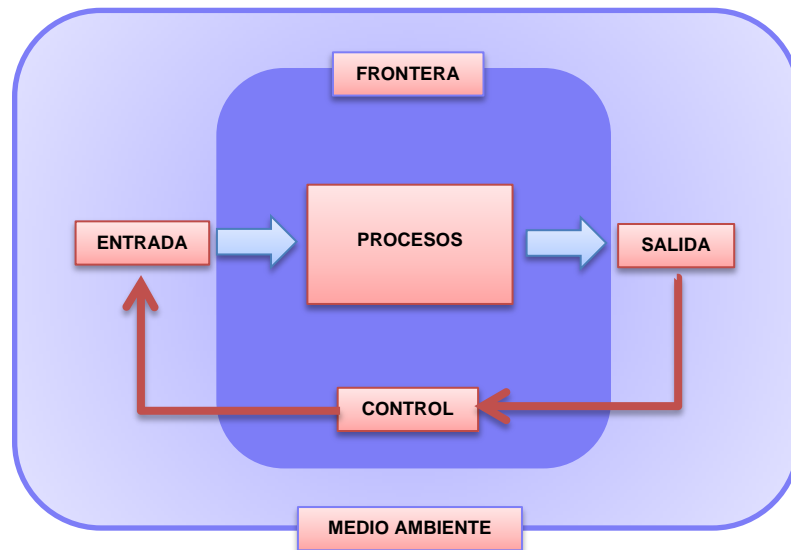 FRONTERA
ENTRADA
PROCESOS
SALIDA
CONTROL
MEDIO AMBIENTE